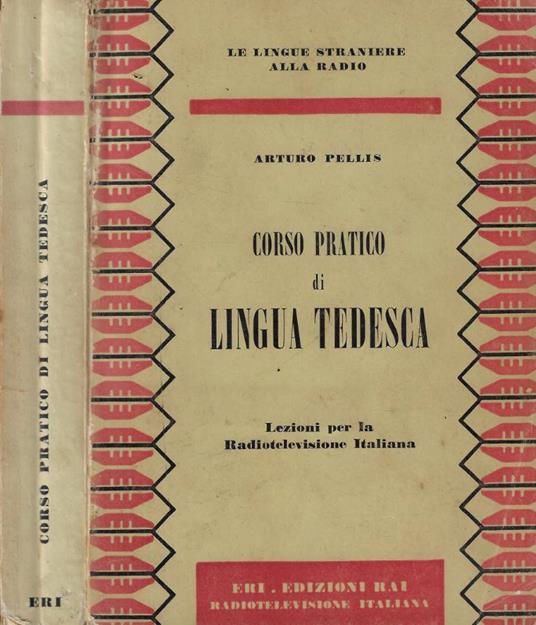 CORSO PRATICO DI LINGUA TEDESCA
ERI
LE LINGUE STRANIERE
ALLA RADIO
ARTURO PELLIS
CORSO PRATICO
di
LINGUA TEDESCA
Lezioni per la
Radiotelevisione Italiana
ERI . EDIZIONI RAI
RADIOTELEVISIONE ITALIANA